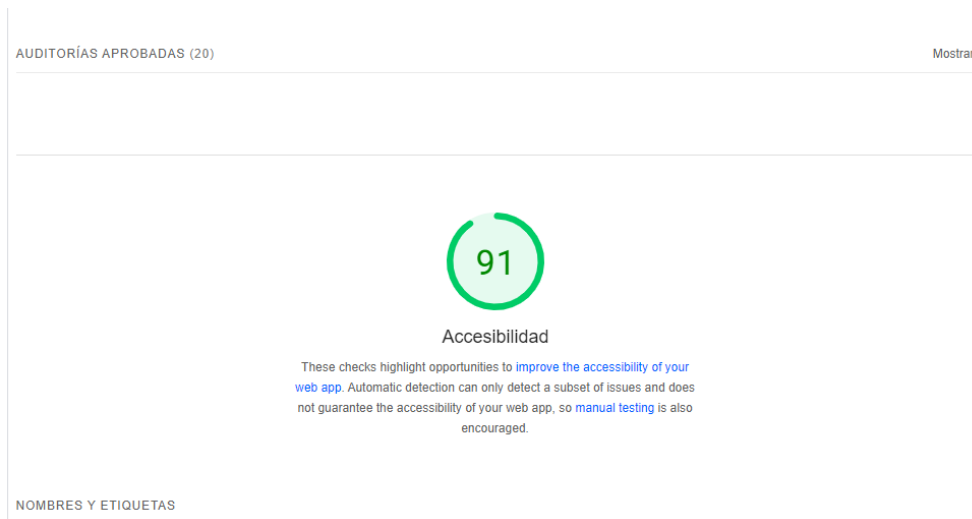 AUDITORÍAS APROBADAS (20)
Mostrar
91
Accesibilidad
These checks highlight opportunities to improve the accessibility of your
web app. Automatic detection can only detect a subset of issues and does
not guarantee the accessibility of your web app, so manual testing is also
encouraged.
NOMBRES Y ETIQUETAS